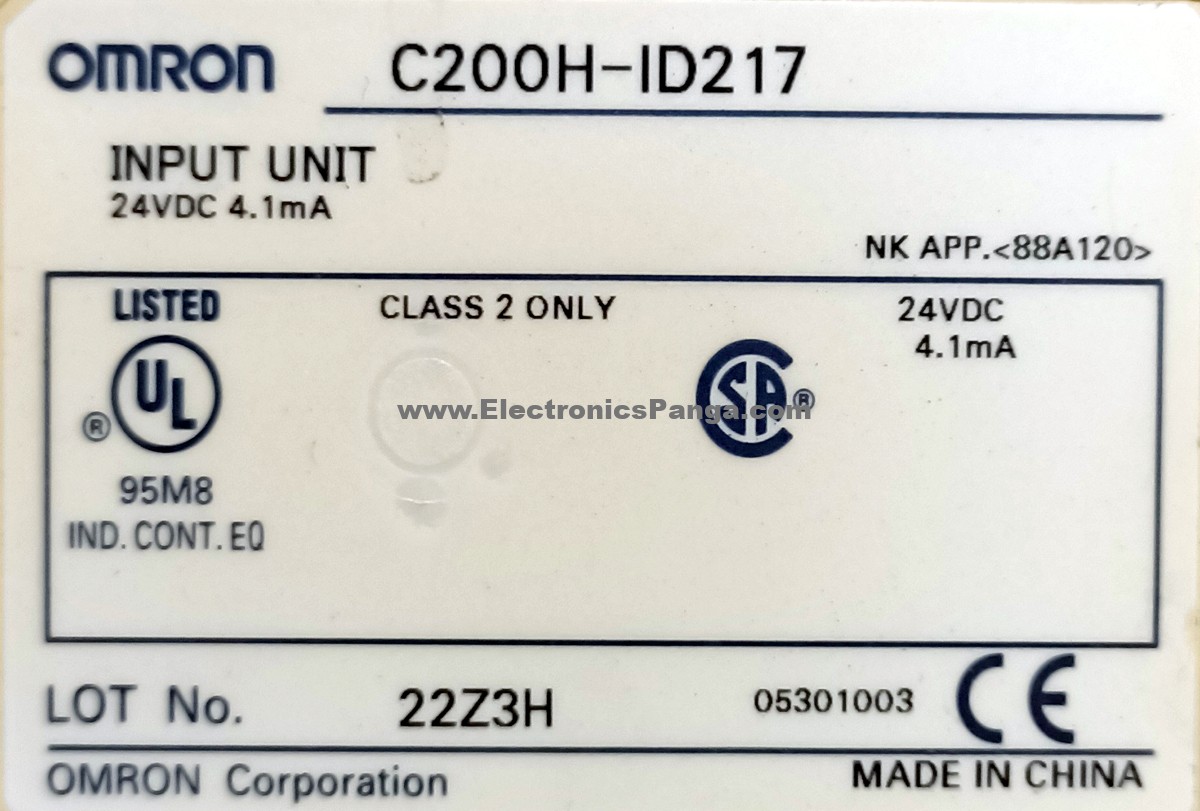 OMRON C200H-ID217
INPUT UNIT
24VDC 4.1mA
NK APP.<88A120>
LISTED CLASS 2 ONLY 24VDC
4.1mA
UL ® CSA ®
www.ElectronicsPanga.com
95M8
IND. CONT. EQ
LOT No. 22Z3H 05301003 CE
OMRON Corporation MADE IN CHINA